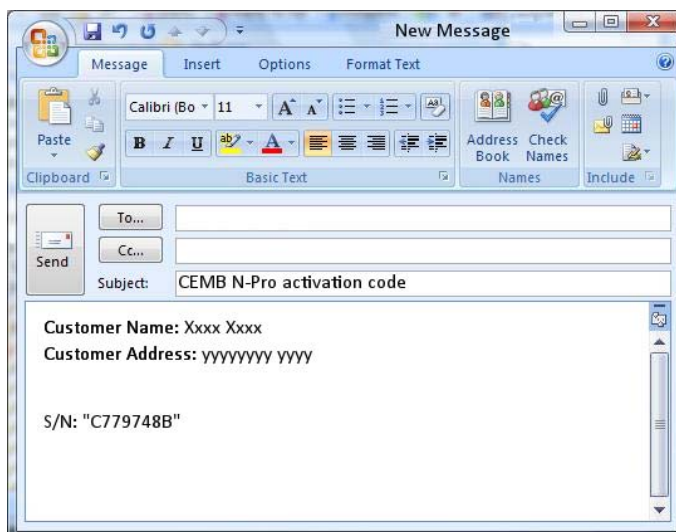 New Message
Message Insert Options Format Text
Paste
Calibri (Bo 11
B I U A
Address Book
Check Names
Clipboard Basic Text Names Include
Send
To...
Cc...
Subject: CEMB N-Pro activation code
Customer Name: Xxxx Xxxx
Customer Address: yyyyyyyy yyyy
S/N: "C779748B"